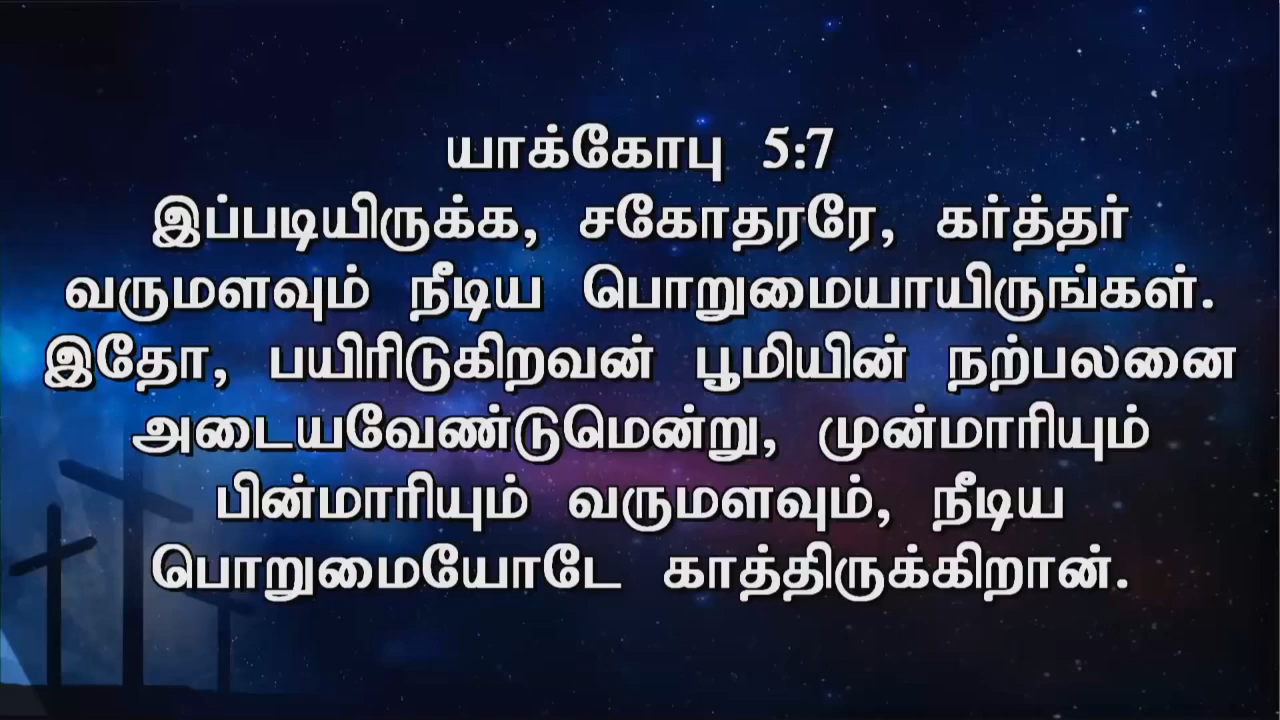 யாக்கோபு 5:7
இப்படியிருக்க, சகோதரரே, கர்த்தர்
வருமளவும் நீடிய பொறுமையாயிருங்கள்.
இதோ, பயிரிடுகிறவன் பூமியின் நற்பலனை
அடையவேண்டுமென்று, முன்மாரியும்
பின்மாரியும் வருமளவும், நீடிய
பொறுமையோடே காத்திருக்கிறான்.